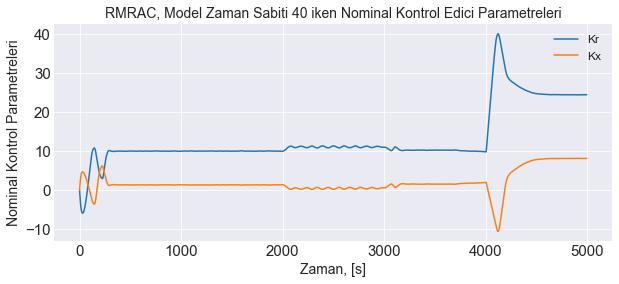 RMRAC, Model Zaman Sabiti 40 iken Nominal Kontrol Edici Parametreleri
Nominal Kontrol Parametreleri
40
30
20
10
0
−10
Kr
Kx
0 1000 2000 3000 4000 5000
Zaman, [s]